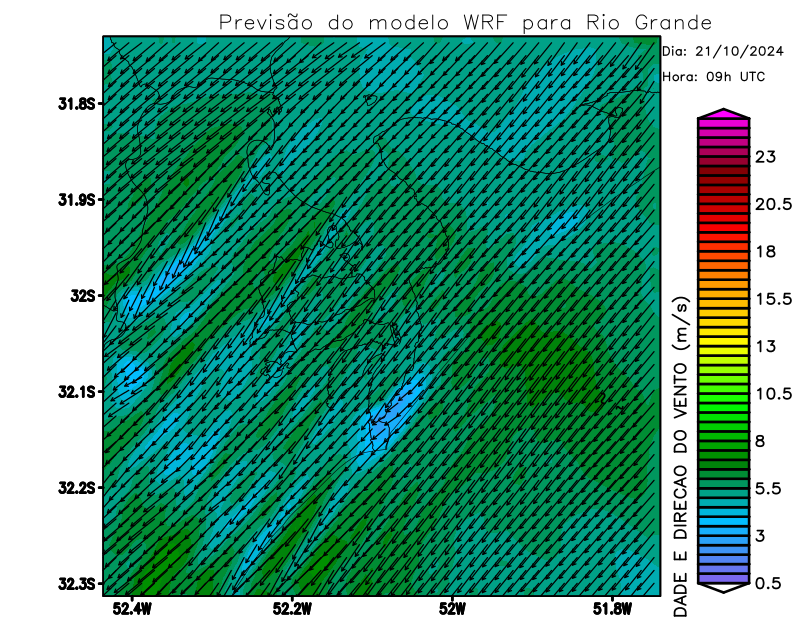 Previsão do modelo WRF para Rio Grande
Dia: 21/10/2024
Hora: 09h UTC
31.8S
31.9S
32S
32.1S
32.2S
32.3S
52.4W
52.2W
52W
51.8W
23
20.5
18
15.5
13
10.5
8
5.5
3
0.5
DADE E DIRECAO DO VENTO (m/s)